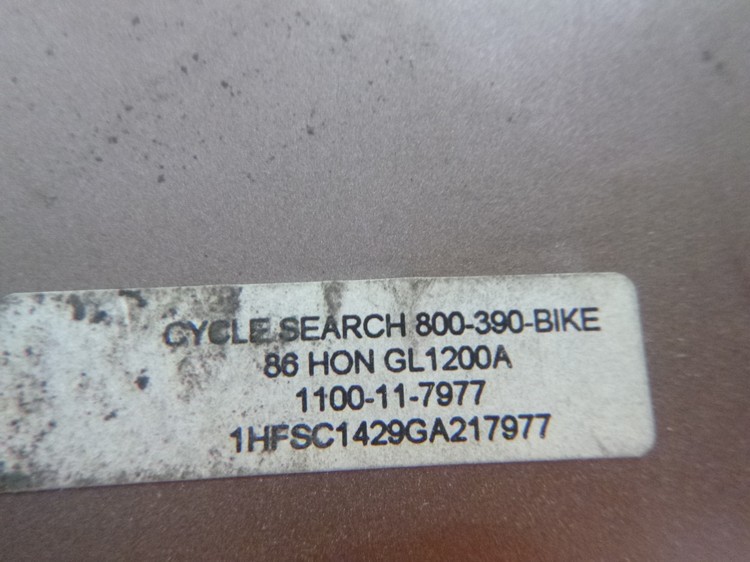 CYCLE SEARCH 800-390-BIKE
86 HON GL1200A
1100-11-7977
1HFSC1429GA217977